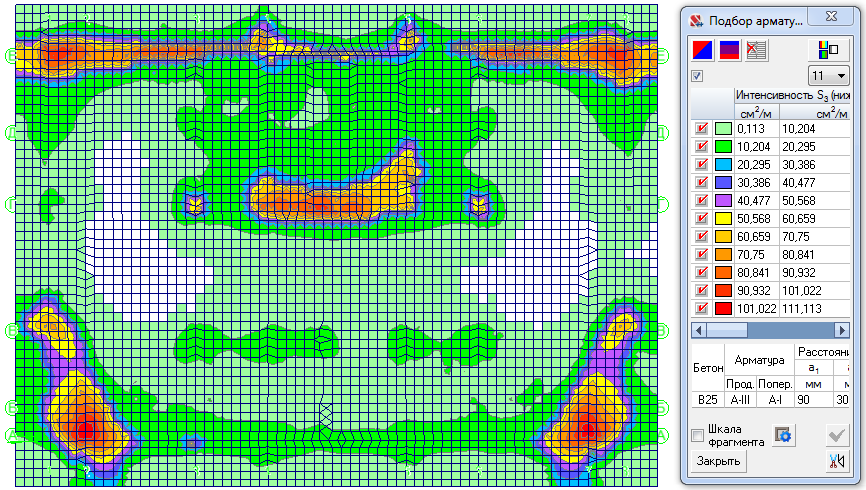 Подбор армату...
11
Интенсивность S3 (ниж
см2/м см2/м
0,113 10,204
10,204 20,295
20,295 30,386
30,386 40,477
40,477 50,568
50,568 60,659
60,659 70,75
70,75 80,841
80,841 90,932
90,932 101,022
101,022 111,113
Бетон Арматура Расстояни
a1
Прод. Попер. мм
B25 A-III A-I 90 30
Шкала
фрагмента
Закрыть
Е Е
Д Д
Г Г
В В
Б Б
А А